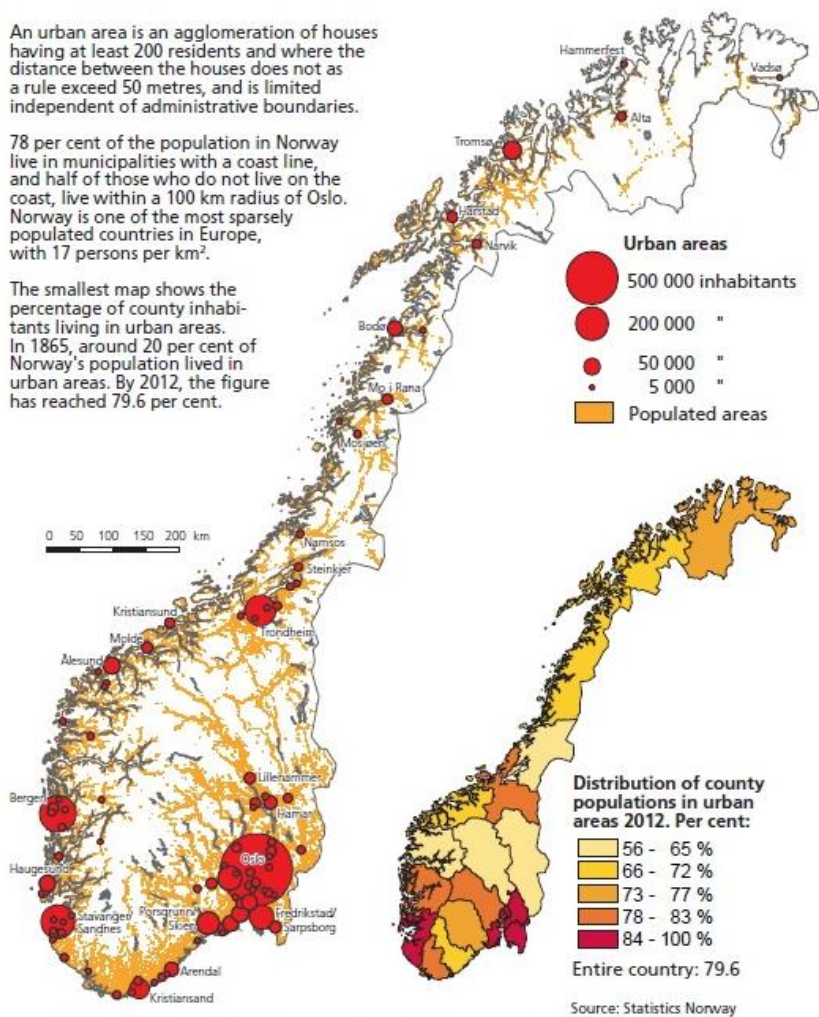 An urban area is an agglomeration of houses
having at least 200 residents and where the
distance between the houses does not as
a rule exceed 50 metres, and is limited
independent of administrative boundaries.
78 per cent of the population in Norway
live in municipalities with a coast line,
and half of those who do not live on the
coast, live within a 100 km radius of Oslo.
Norway is one of the most sparsely
populated countries in Europe,
with 17 persons per km².
The smallest map shows the
percentage of county inhabi-
tants living in urban areas.
In 1865, around 20 per cent of
Norway's population lived in
urban areas. By 2012, the figure
has reached 79.6 per cent.
Hammerfest
Vadsø
Alta
Tromsø
Harstad
Narvik
Bodø
Mo i Rana
Mosjøen
Namsos
Steinkjer
Kristiansund
Trondheim
Molde
Ålesund
Lillehammer
Bergen
Hamar
Oslo
Haugesund
Stavanger/
Sandnes
Porsgrunn/
Skien
Fredrikstad/
Sarpsborg
Arendal
Kristiansand
0 50 100 150 200 km
Urban areas
500 000 inhabitants
200 000 "
50 000 "
5 000 "
Populated areas
Distribution of county
populations in urban
areas 2012. Per cent:
56 - 65 %
66 - 72 %
73 - 77 %
78 - 83 %
84 - 100 %
Entire country: 79.6
Source: Statistics Norway